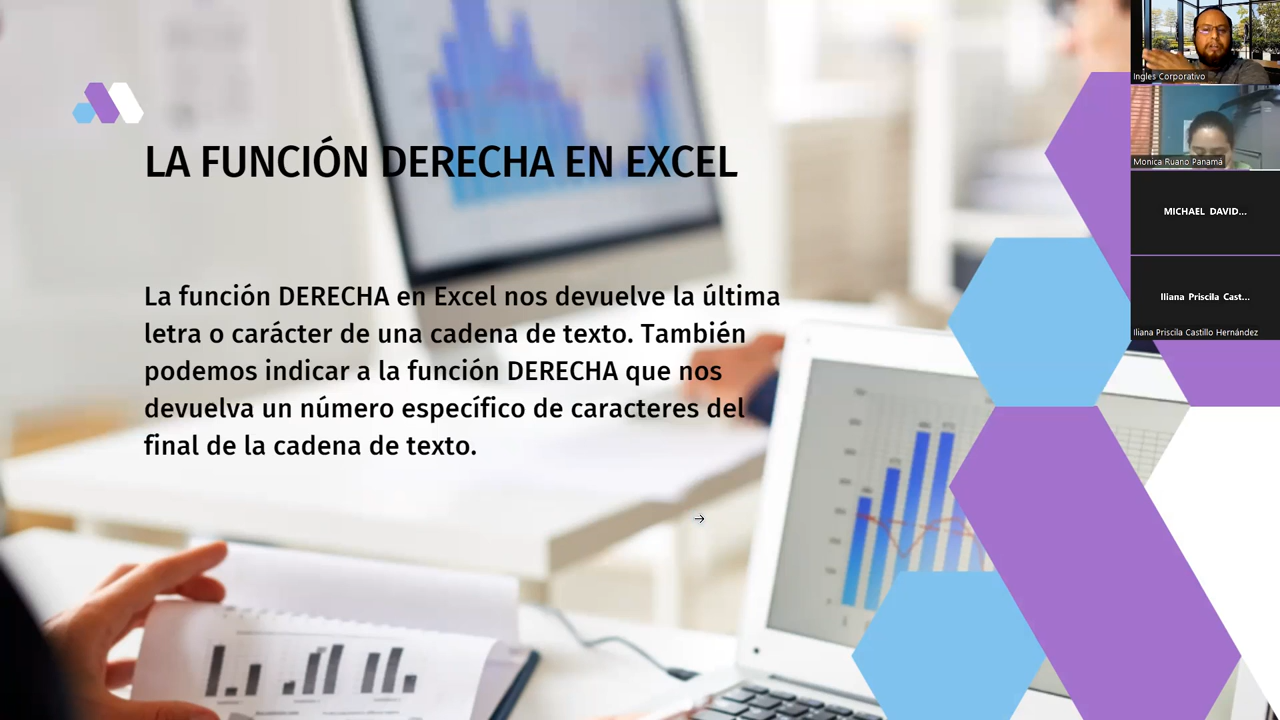 LA FUNCIÓN DERECHA EN EXCEL
La función DERECHA en Excel nos devuelve la última
letra o carácter de una cadena de texto. También
podemos indicar a la función DERECHA que nos
devuelva un número específico de caracteres del
final de la cadena de texto.
Ingles Corporativo
Monica Ruano Panamá
MICHAEL DAVID...
Iliana Priscila Cast...
Iliana Priscila Castillo Hernández